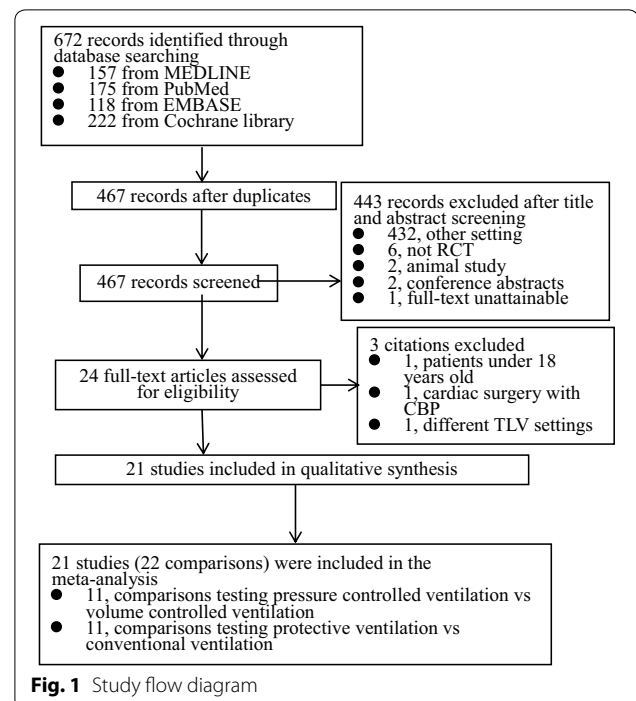 672 records identified through
database searching
● 157 from MEDLINE
● 175 from PubMed
● 118 from EMBASE
● 222 from Cochrane library
467 records after duplicates
443 records excluded after title
and abstract screening
● 432, other setting
● 6, not RCT
● 2, animal study
● 2, conference abstracts
● 1, full-text unattainable
467 records screened
3 citations excluded
● 1, patients under 18
years old
● 1, cardiac surgery with
CBP
● 1, different TLV settings
24 full-text articles assessed
for eligibility
21 studies included in qualitative synthesis
21 studies (22 comparisons) were included in the
meta-analysis
● 11, comparisons testing pressure controlled ventilation vs
volume controlled ventilation
● 11, comparisons testing protective ventilation vs
conventional ventilation
Fig. 1 Study flow diagram